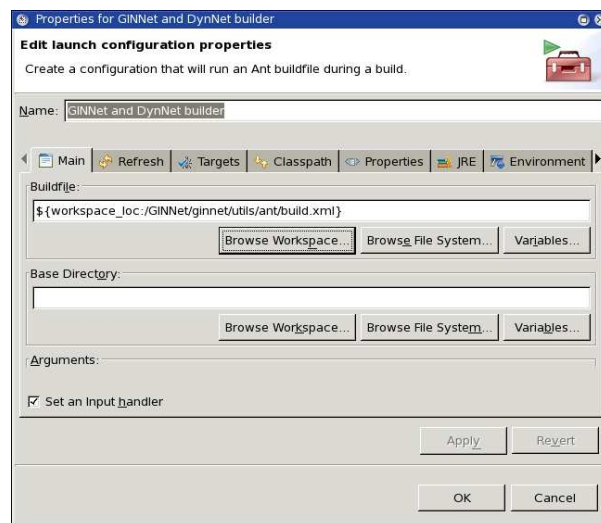 Properties for GINNet and DynNet builder
Edit launch configuration properties
Create a configuration that will run an Ant buildfile during a build.
Name: GINNet and DynNet builder
Main Refresh Targets Classpath Properties JRE Environment
Buildfile:
${workspace_loc:/GINNet/ginnet/utils/ant/build.xml}
Browse Workspace... Browse File System... Variables...
Base Directory:
Browse Workspace... Browse File System... Variables...
Arguments:
Set an Input handler
Apply Revert
OK Cancel